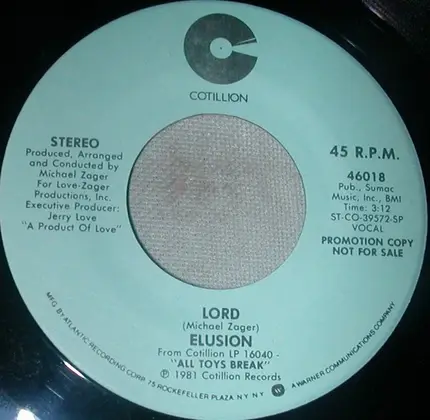 COTILLION
STEREO
Produced, Arranged
and Conducted by
Michael Zager
For Love-Zager
Productions, Inc.
Executive Producer:
Jerry Love
"A Product Of Love"
45 R.P.M.
46018
Pub., Sumac
Music, Inc., BMI
Time: 3:12
ST-CO-39572-SP
VOCAL
PROMOTION COPY
NOT FOR SALE
LORD
(Michael Zager)
ELUSION
From Cotillion LP 16040 -
"ALL TOYS BREAK"
℗ 1981 Cotillion Records
MFG. BY ATLANTIC RECORDING CORP. 75 ROCKEFELLER PLAZA N.Y. N.Y. A WARNER COMMUNICATIONS COMPANY